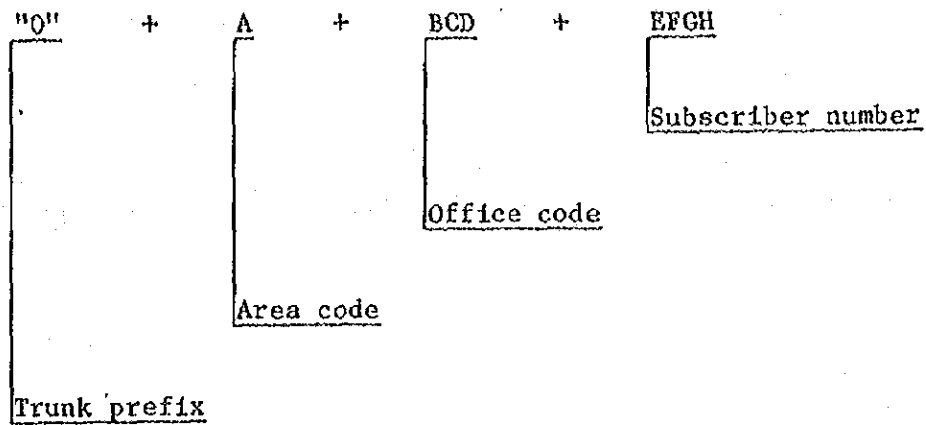 "0" + A + BCD + EFGH
Subscriber number
Office code
Area code
Trunk prefix